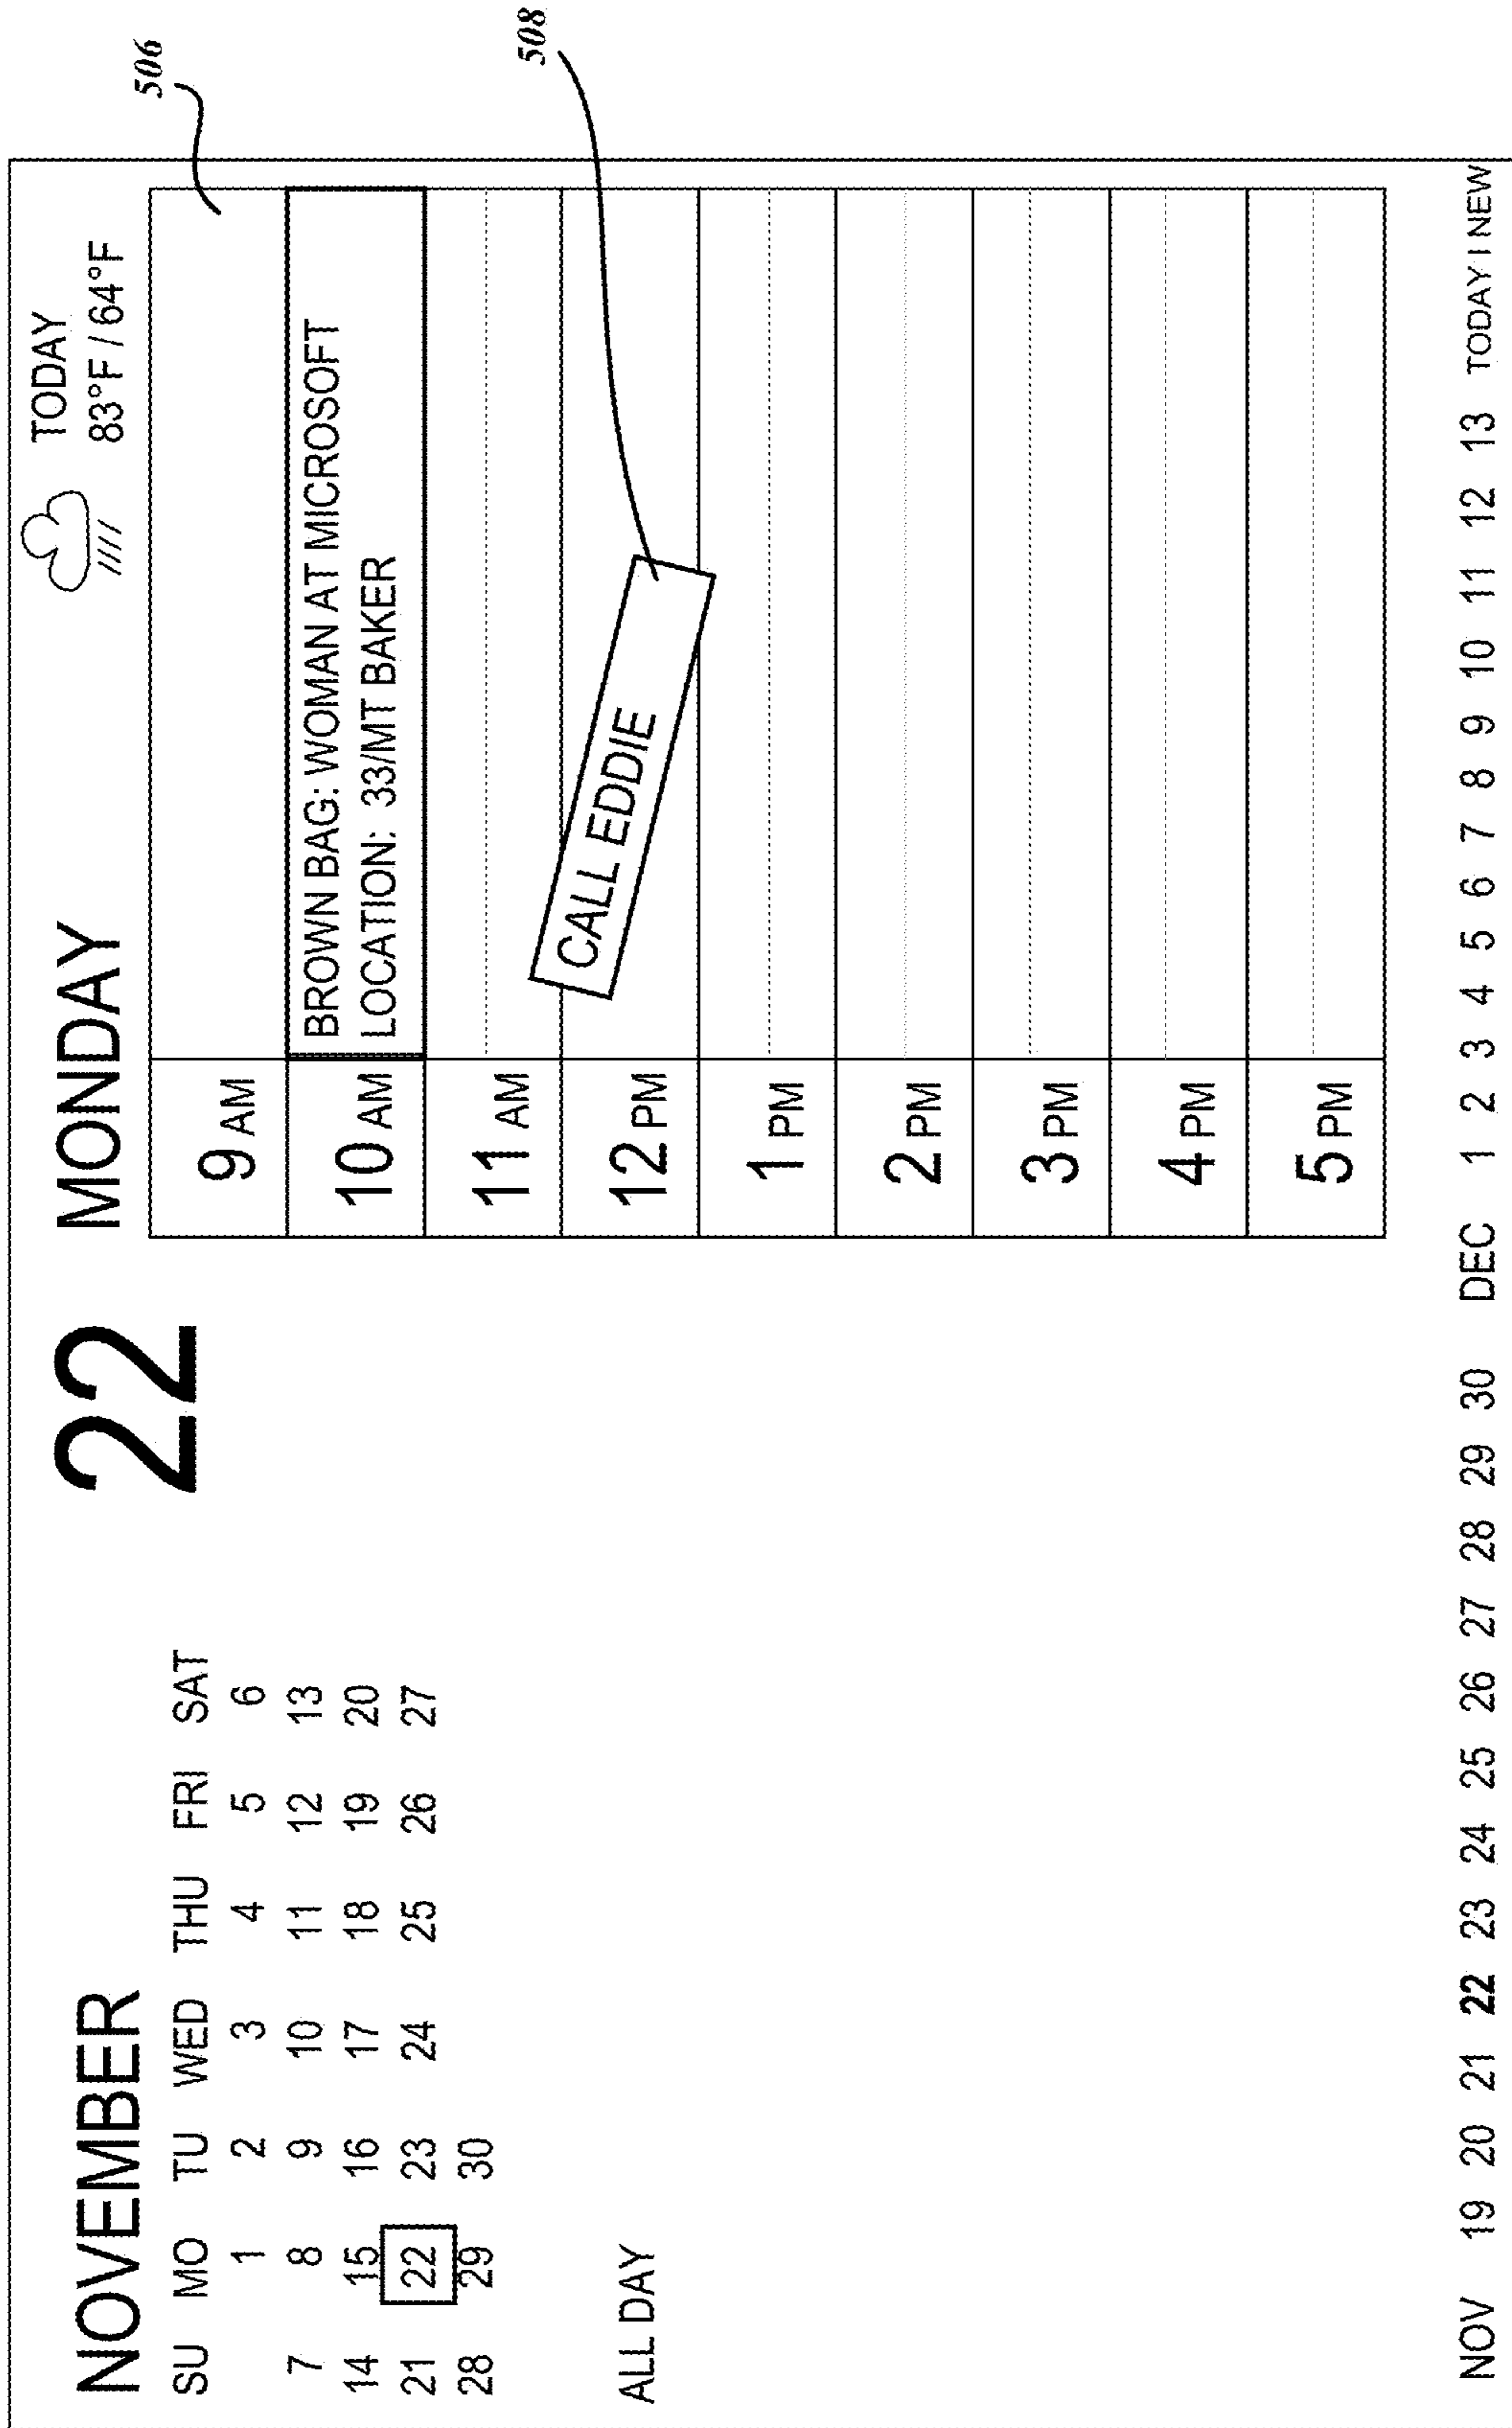 506
508
NOVEMBER
SU MO TU WED THU FRI SAT
1 2 3 4 5 6
7 8 9 10 11 12 13
14 15 16 17 18 19 20
21 22 23 24 25 26 27
28 29 30
ALL DAY
22 MONDAY
TODAY
83°F / 64°F
9 AM
10 AM
BROWN BAG: WOMAN AT MICROSOFT
LOCATION: 33/MT BAKER
11 AM
CALL EDDIE
12 PM
1 PM
2 PM
3 PM
4 PM
5 PM
NOV 19 20 21 22 23 24 25 26 27 28 29 30 DEC 1 2 3 4 5 6 7 8 9 10 11 12 13 TODAY I NEW